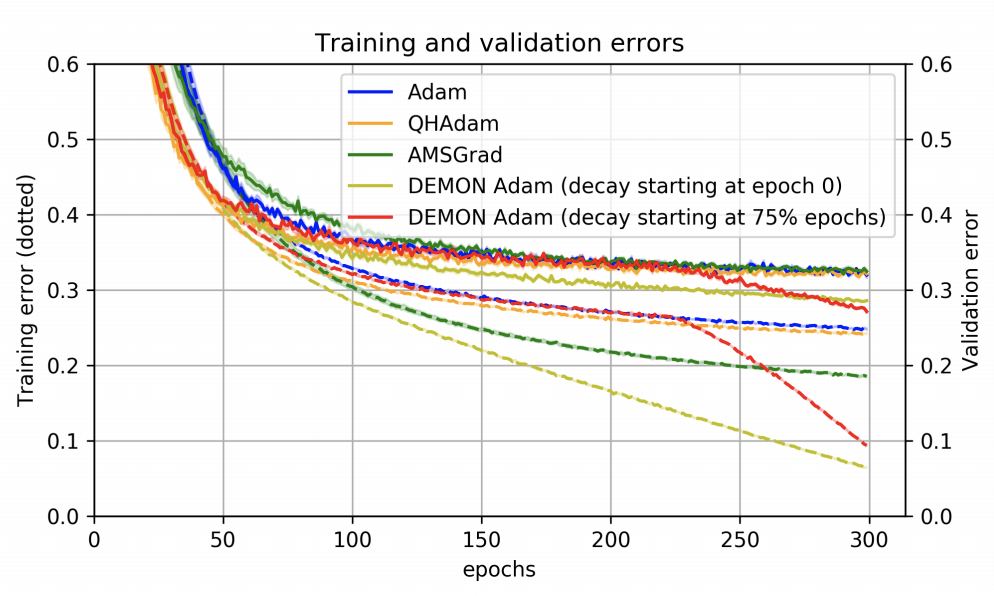 Training and validation errors
Adam
QHAdam
AMSGrad
DEMON Adam (decay starting at epoch 0)
DEMON Adam (decay starting at 75% epochs)
Training error (dotted)
0.6
0.5
0.4
0.3
0.2
0.1
0.0
0.6
0.5
0.4
0.3
0.2
0.1
0.0
Validation error
0 50 100 150 200 250 300
epochs